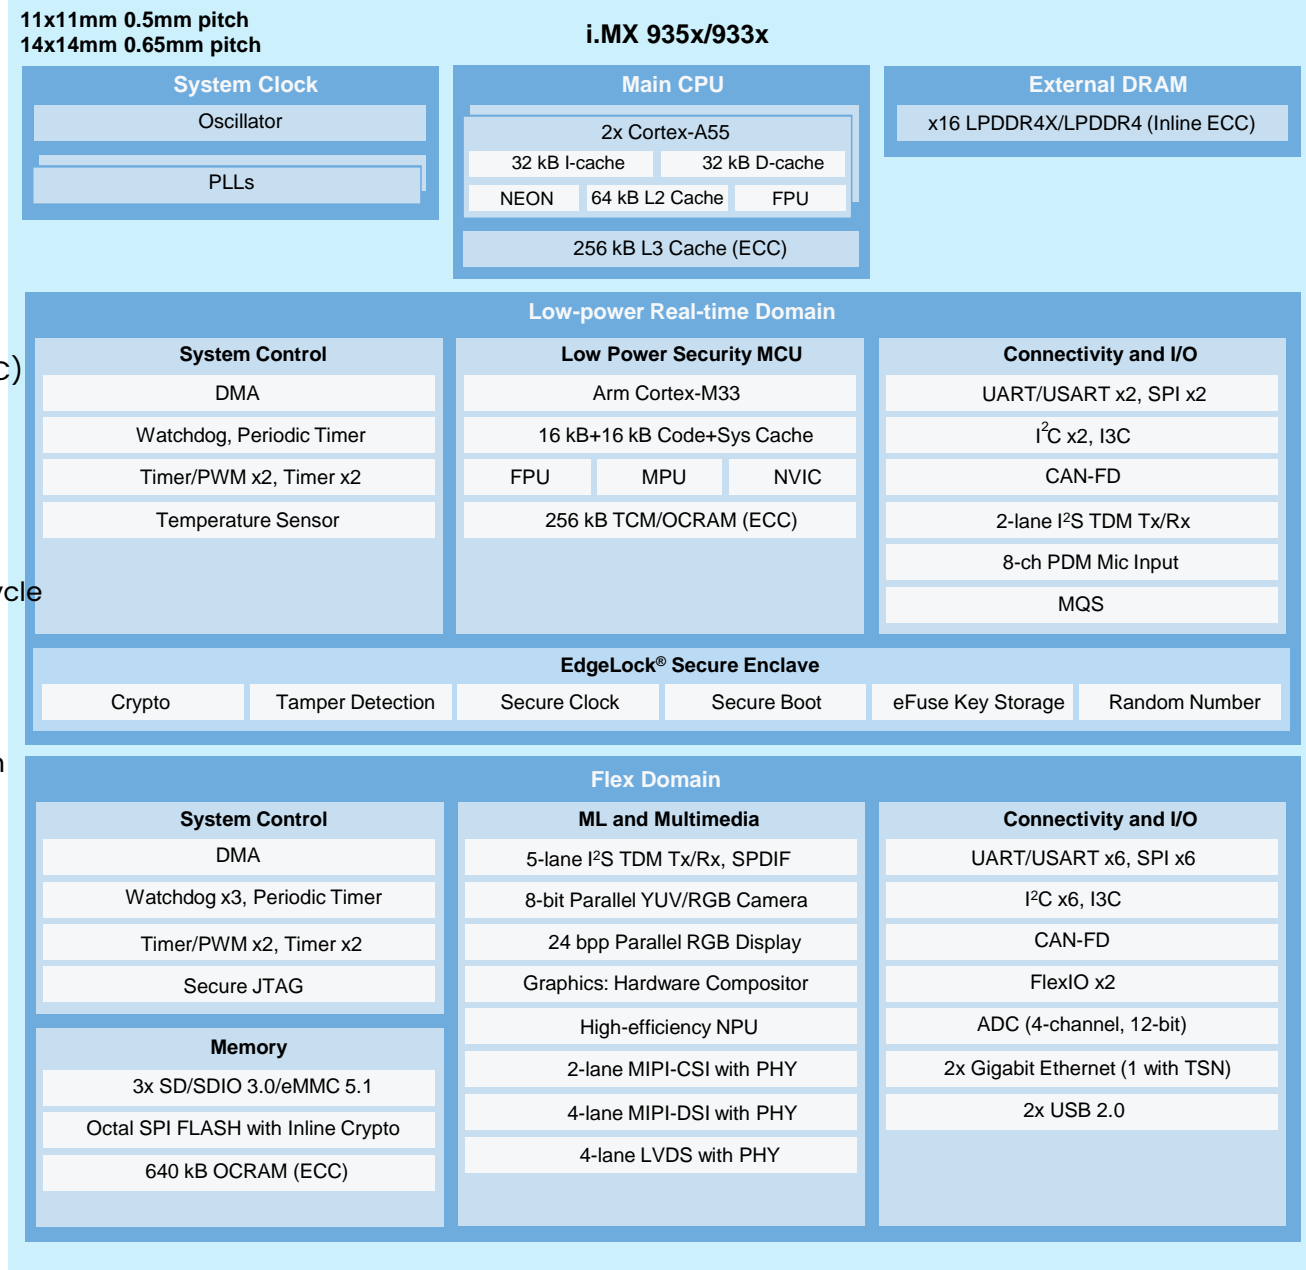 11x11mm 0.5mm pitch
14x14mm 0.65mm pitch
i.MX 935x/933x
System Clock
Oscillator
PLLs
Main CPU
2x Cortex-A55
32 kB I-cache
32 kB D-cache
NEON
64 kB L2 Cache
FPU
256 kB L3 Cache (ECC)
External DRAM
x16 LPDDR4X/LPDDR4 (Inline ECC)
Low-power Real-time Domain
System Control
DMA
Watchdog, Periodic Timer
Timer/PWM x2, Timer x2
Temperature Sensor
Low Power Security MCU
Arm Cortex-M33
16 kB+16 kB Code+Sys Cache
FPU
MPU
NVIC
256 kB TCM/OCRAM (ECC)
Connectivity and I/O
UART/USART x2, SPI x2
I²C x2, I3C
CAN-FD
2-lane I²S TDM Tx/Rx
8-ch PDM Mic Input
MQS
EdgeLock® Secure Enclave
Crypto
Tamper Detection
Secure Clock
Secure Boot
eFuse Key Storage
Random Number
Flex Domain
System Control
DMA
Watchdog x3, Periodic Timer
Timer/PWM x2, Timer x2
Secure JTAG
Memory
3x SD/SDIO 3.0/eMMC 5.1
Octal SPI FLASH with Inline Crypto
640 kB OCRAM (ECC)
ML and Multimedia
5-lane I²S TDM Tx/Rx, SPDIF
8-bit Parallel YUV/RGB Camera
24 bpp Parallel RGB Display
Graphics: Hardware Compositor
High-efficiency NPU
2-lane MIPI-CSI with PHY
4-lane MIPI-DSI with PHY
4-lane LVDS with PHY
Connectivity and I/O
UART/USART x6, SPI x6
I²C x6, I3C
CAN-FD
FlexIO x2
ADC (4-channel, 12-bit)
2x Gigabit Ethernet (1 with TSN)
2x USB 2.0